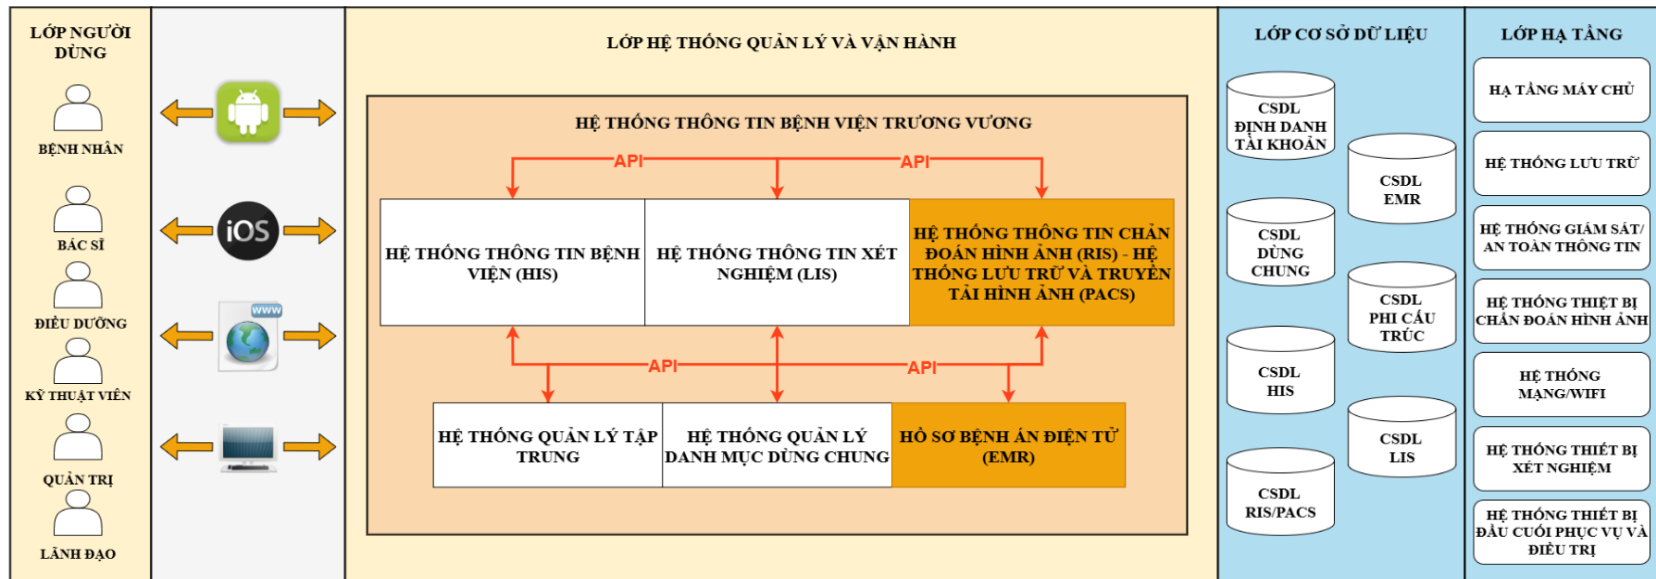 LỚP NGƯỜI
DÙNG
BỆNH NHÂN
BÁC SĨ
ĐIỀU DƯỠNG
KỸ THUẬT VIÊN
QUẢN TRỊ
LÃNH ĐẠO
iOS
WWW
LỚP HỆ THỐNG QUẢN LÝ VÀ VẬN HÀNH
HỆ THỐNG THÔNG TIN BỆNH VIỆN TRƯƠNG VƯƠNG
API
API
HỆ THỐNG THÔNG TIN BỆNH
VIỆN (HIS)
HỆ THỐNG THÔNG TIN XÉT
NGHIỆM (LIS)
HỆ THỐNG THÔNG TIN CHẨN
ĐOÁN HÌNH ẢNH (RIS) - HỆ
THỐNG LƯU TRỮ VÀ TRUYỀN
TẢI HÌNH ẢNH (PACS)
API
API
HỆ THỐNG QUẢN LÝ TẬP
TRUNG
HỆ THỐNG QUẢN LÝ
DANH MỤC DÙNG CHUNG
HỒ SƠ BỆNH ÁN ĐIỆN TỬ
(EMR)
LỚP CƠ SỞ DỮ LIỆU
CSDL
ĐỊNH DANH
TÀI KHOẢN
CSDL
EMR
CSDL
DÙNG
CHUNG
CSDL
PHI CẤU
TRÚC
CSDL
HIS
CSDL
LIS
CSDL
RIS/PACS
LỚP HẠ TẦNG
HẠ TẦNG MÁY CHỦ
HỆ THỐNG LƯU TRỮ
HỆ THỐNG GIÁM SÁT/
AN TOÀN THÔNG TIN
HỆ THỐNG THIỆT BỊ
CHẨN ĐOÁN HÌNH ẢNH
HỆ THỐNG
MẠNG/WIFI
HỆ THỐNG THIẾT BỊ
XÉT NGHIỆM
HỆ THỐNG THIẾT BỊ
ĐẦU CUỐI PHỤC VỤ VÀ
ĐIỀU TRỊ